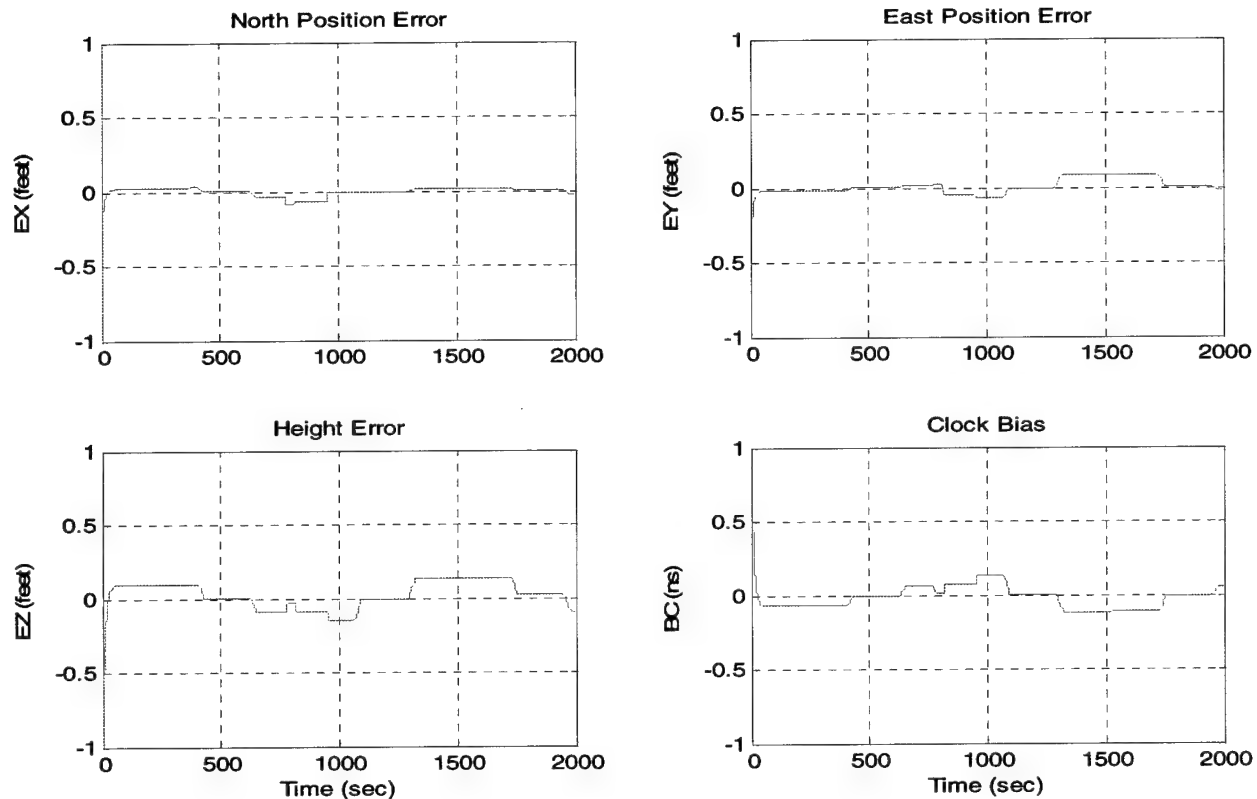 North Position Error
1
0.5
0
-0.5
-1
EX (feet)
0 500 1000 1500 2000
East Position Error
1
0.5
0
-0.5
-1
EY (feet)
0 500 1000 1500 2000
Height Error
1
0.5
0
-0.5
-1
EZ (feet)
0 500 1000 1500 2000
Time (sec)
Clock Bias
1
0.5
0
-0.5
-1
BC (ns)
0 500 1000 1500 2000
Time (sec)